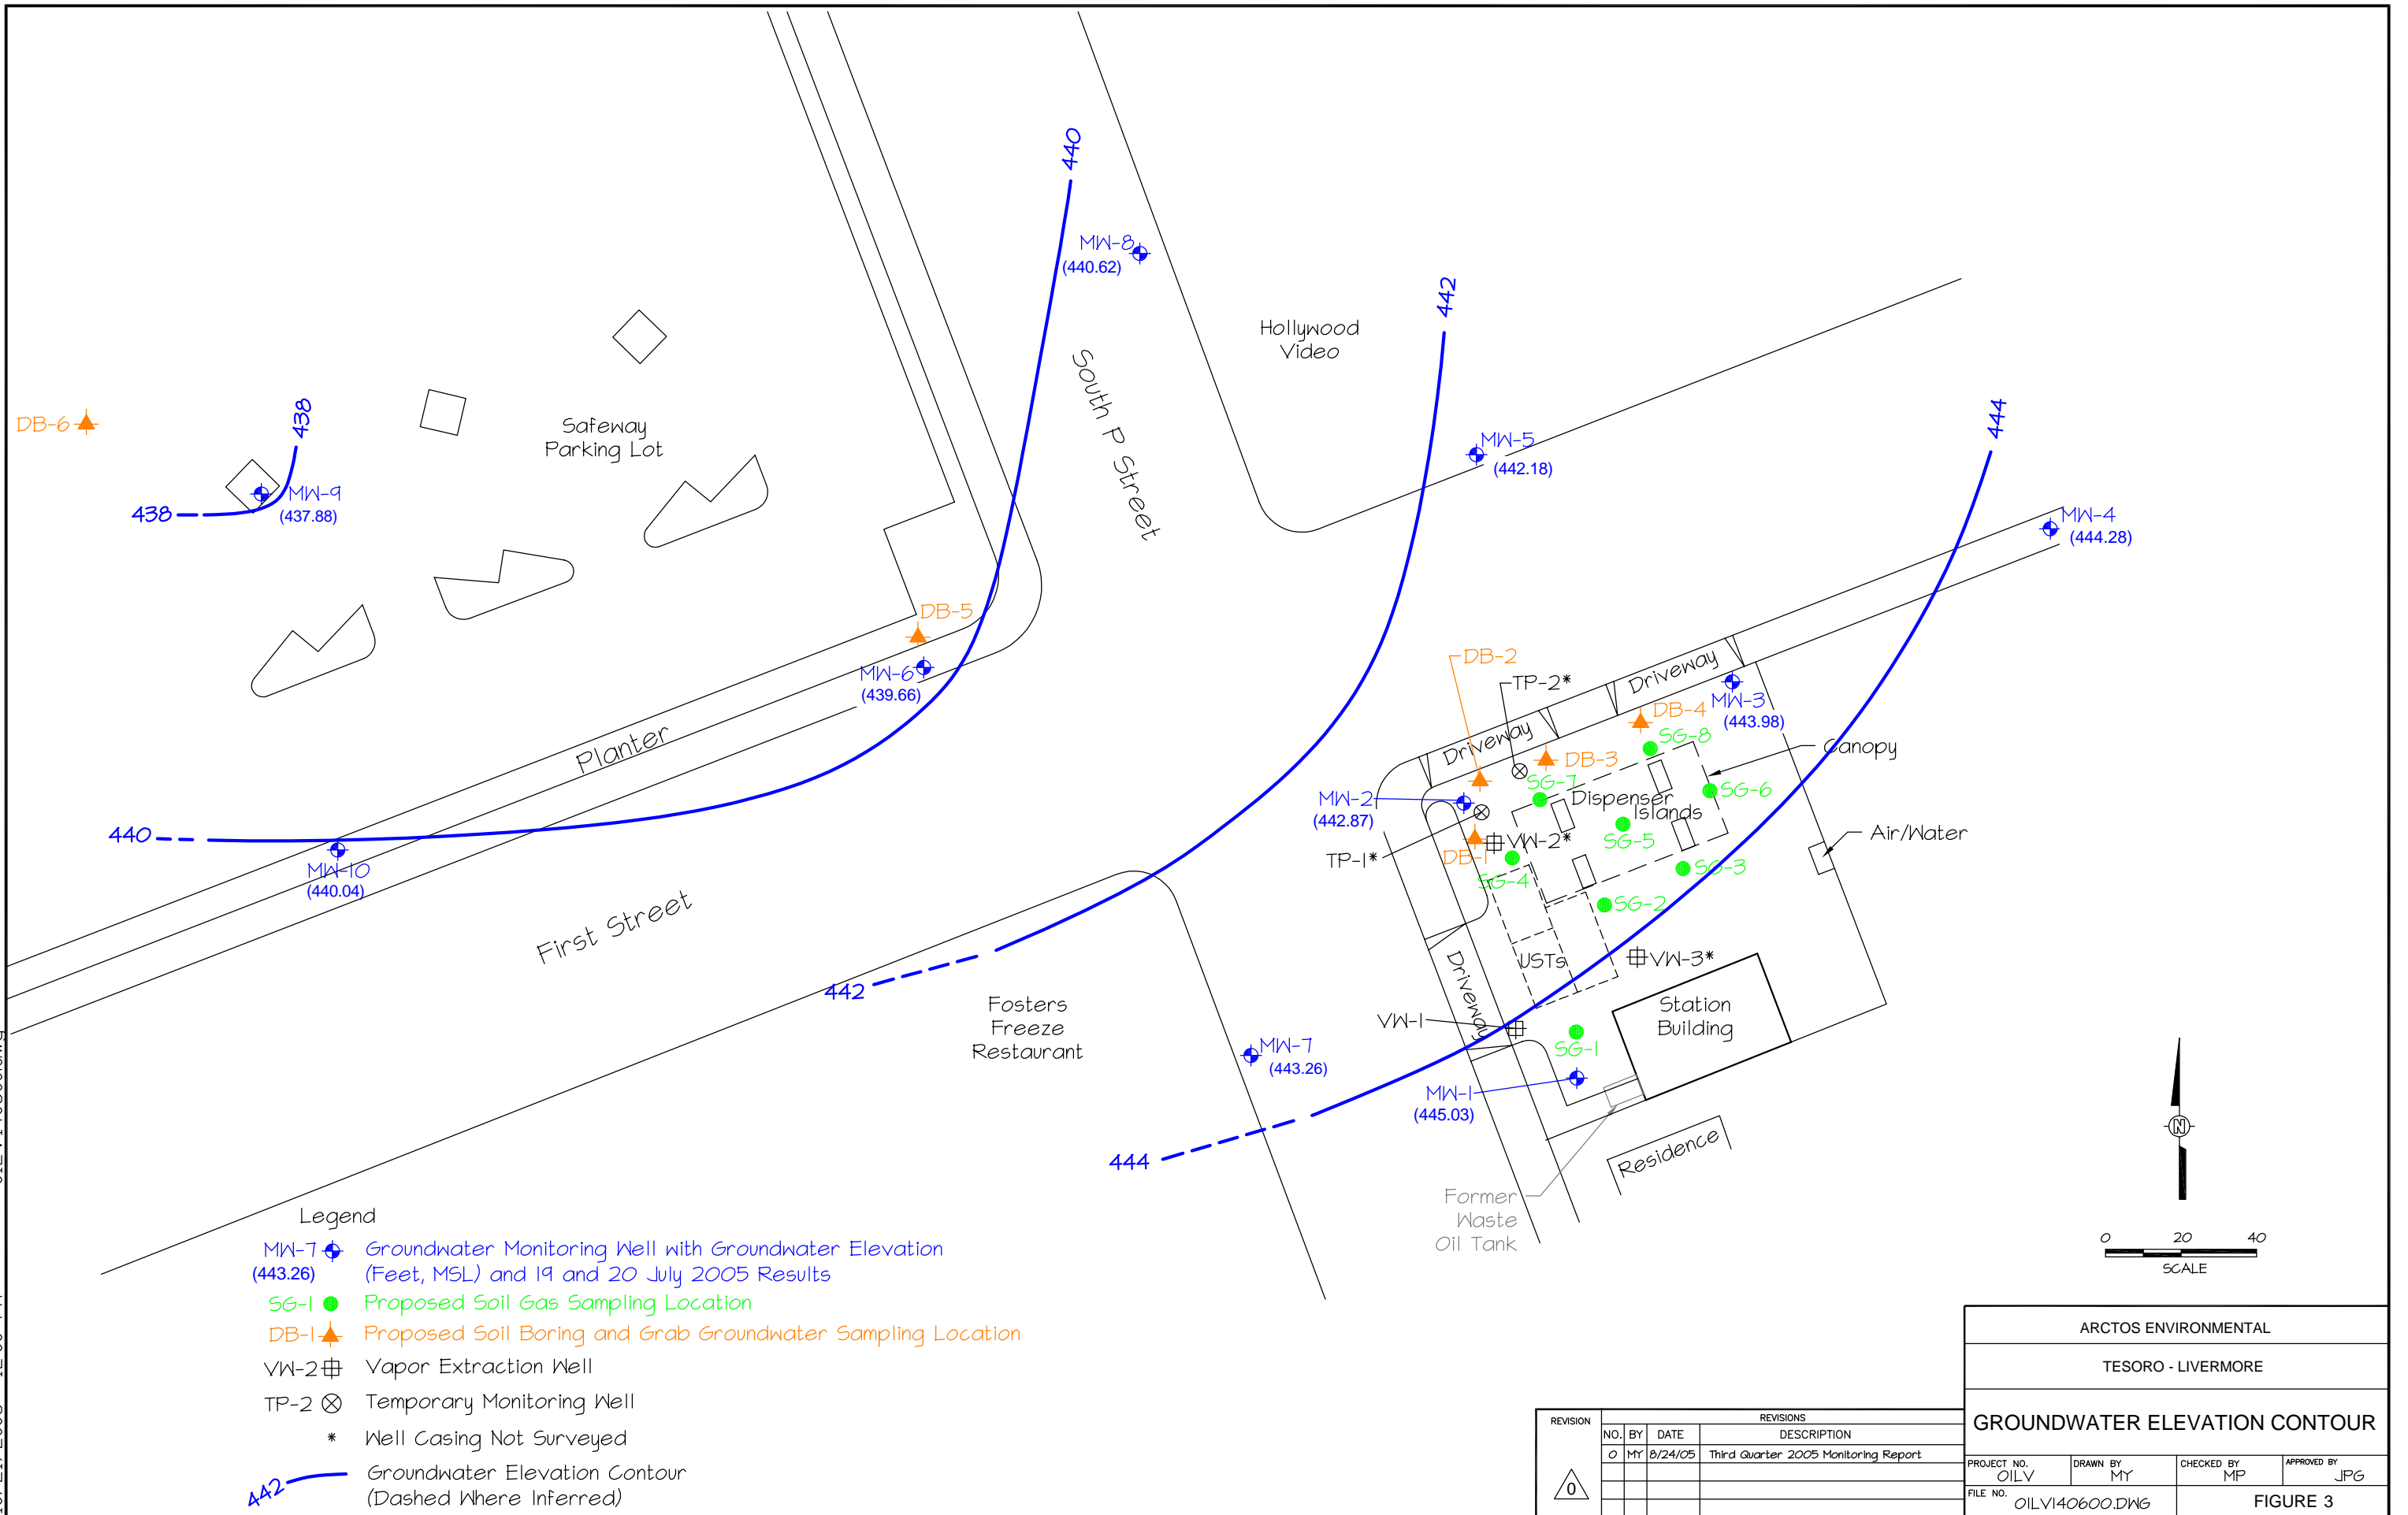 440
MW-8
(440.62)
442
Hollywood
Video
South P Street
438
Safeway
Parking Lot
DB-6
444
MW-5
(442.18)
MW-9
(437.88)
438
MW-4
(444.28)
DB-5
MW-6
(439.66)
DB-2
TP-2*
Driveway
MW-3
(443.98)
DB-4
SG-8
Canopy
Driveway
DB-3
Planter
SG-7
SG-6
MW-2
(442.87)
Dispenser
Islands
440
Air/Water
VW-2*
SG-5
TP-1*
DB-1
SG-3
MW-10
(440.04)
SG-4
SG-2
First Street
USTs
VW-3*
442
Driveway
Fosters
Freeze
Restaurant
Station
Building
VW-1
MW-7
(443.26)
SG-1
MW-1
(445.03)
444
Residence
Former
Waste
Oil Tank
N
0 20 40
SCALE
Legend
MW-7 Groundwater Monitoring Well with Groundwater Elevation
(443.26) (Feet, MSL) and 19 and 20 July 2005 Results
SG-1 Proposed Soil Gas Sampling Location
DB-1 Proposed Soil Boring and Grab Groundwater Sampling Location
VW-2 Vapor Extraction Well
TP-2 Temporary Monitoring Well
* Well Casing Not Surveyed
442 Groundwater Elevation Contour
(Dashed Where Inferred)
ARCTOS ENVIRONMENTAL
TESORO - LIVERMORE
GROUNDWATER ELEVATION CONTOUR
PROJECT NO. 01LV
DRAWN BY MY
CHECKED BY MP
APPROVED BY JPG
FILE NO. 01LV140600.DWG
FIGURE 3
REVISION
0
REVISIONS
NO. BY DATE DESCRIPTION
0 MY 8/24/05 Third Quarter 2005 Monitoring Report